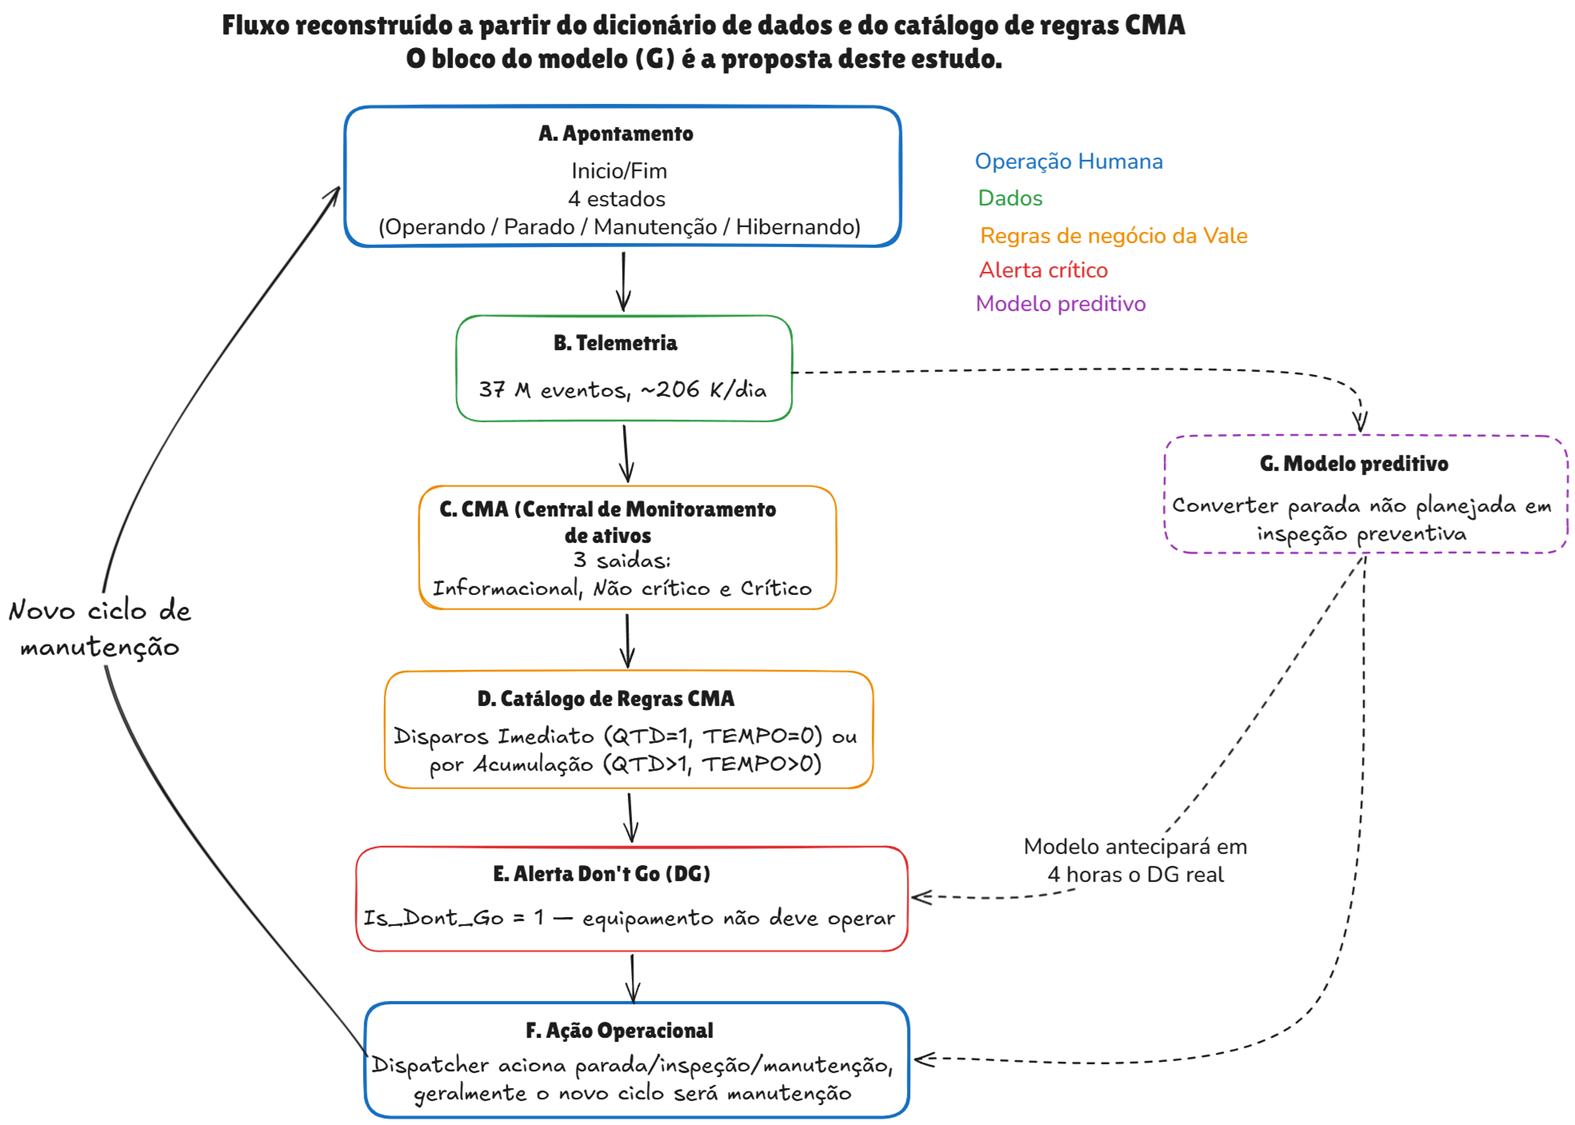 Fluxo reconstruído a partir do dicionário de dados e do catálogo de regras CMA
O bloco do modelo (G) é a proposta deste estudo.
A. Apontamento
Inicio/Fim
4 estados
(Operando / Parado / Manutenção / Hibernando)
Operação Humana
Dados
Regras de negócio da Vale
Alerta crítico
Modelo preditivo
B. Telemetria
37 M eventos, ~206 K/dia
G. Modelo preditivo
Converter parada não planejada em
inspeção preventiva
C. CMA (Central de Monitoramento
de ativos
3 saidas:
Informacional, Não crítico e Crítico
Novo ciclo de
manutenção
D. Catálogo de Regras CMA
Disparos Imediato (QTD=1, TEMPO=0) ou
por Acumulação (QTD>1, TEMPO>0)
Modelo antecipará em
4 horas o DG real
E. Alerta Don't Go (DG)
Is_Dont_Go = 1 — equipamento não deve operar
F. Ação Operacional
Dispatcher aciona parada/inspeção/manutenção,
geralmente o novo ciclo será manutenção